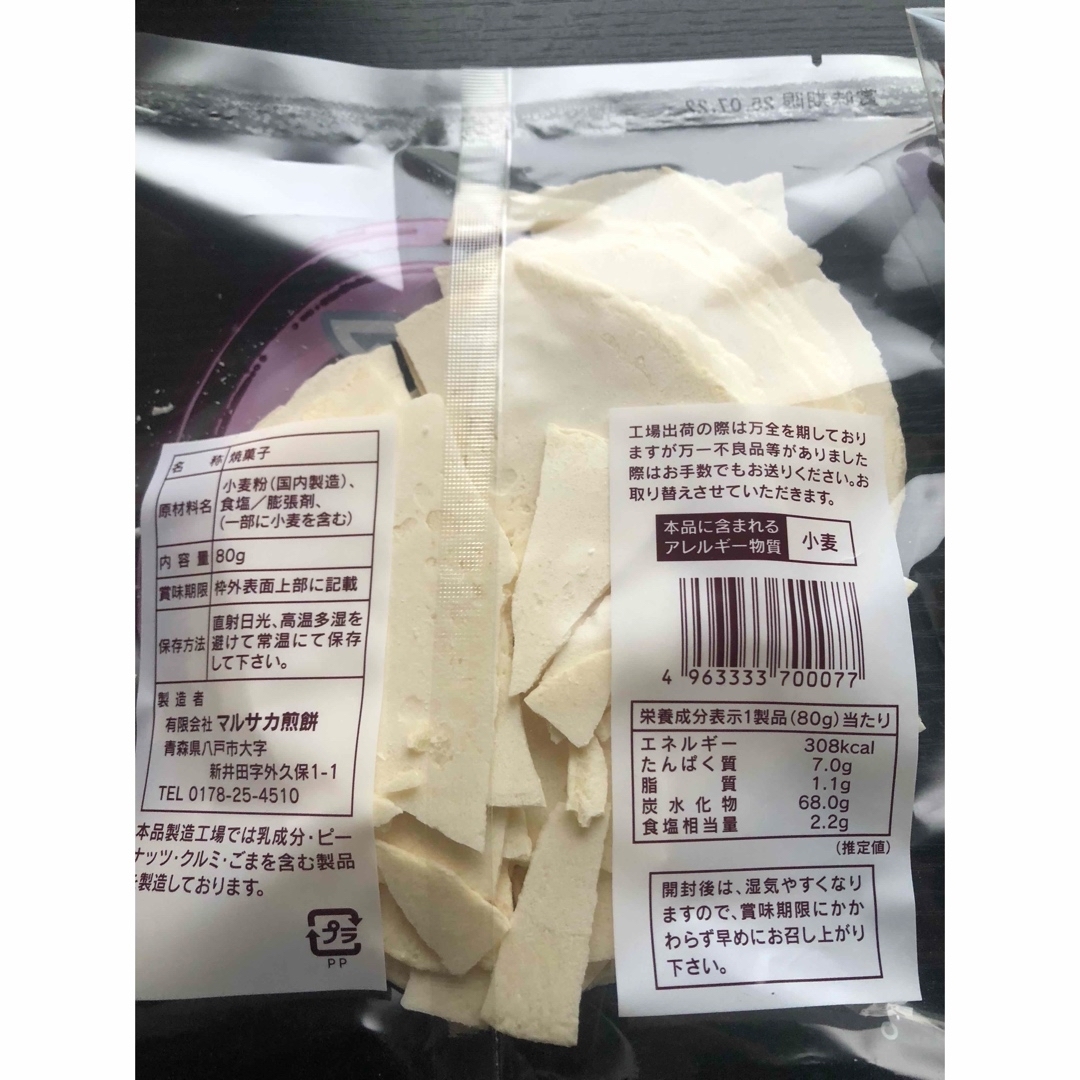 賞味期限 25.07.22
名称 焼菓子
原材料名 小麦粉(国内製造)、
食塩/膨張剤、
(一部に小麦を含む)
内容量 80g
賞味期限 枠外表面上部に記載
保存方法 直射日光、高温多湿を
避けて常温にて保存
して下さい。
製造者
有限会社 マルサカ煎餅
青森県八戸市大字
新井田字外久保1-1
TEL 0178-25-4510
本品製造工場では乳成分・ピー
ナッツ・クルミ・ごまを含む製品
を製造しております。
プラ
PP
工場出荷の際は万全を期しており
ますが万一不良品等がありました
際はお手数でもお送りください。お
取り替えさせていただきます。
本品に含まれる
アレルギー物質 小麦
4 963333 700077
栄養成分表示1製品(80g)当たり
エネルギー 308kcal
たんぱく質 7.0g
脂質 1.1g
炭水化物 68.0g
食塩相当量 2.2g
(推定値)
開封後は、湿気やすくなり
ますので、賞味期限にかか
わらず早めにお召し上がり
下さい。